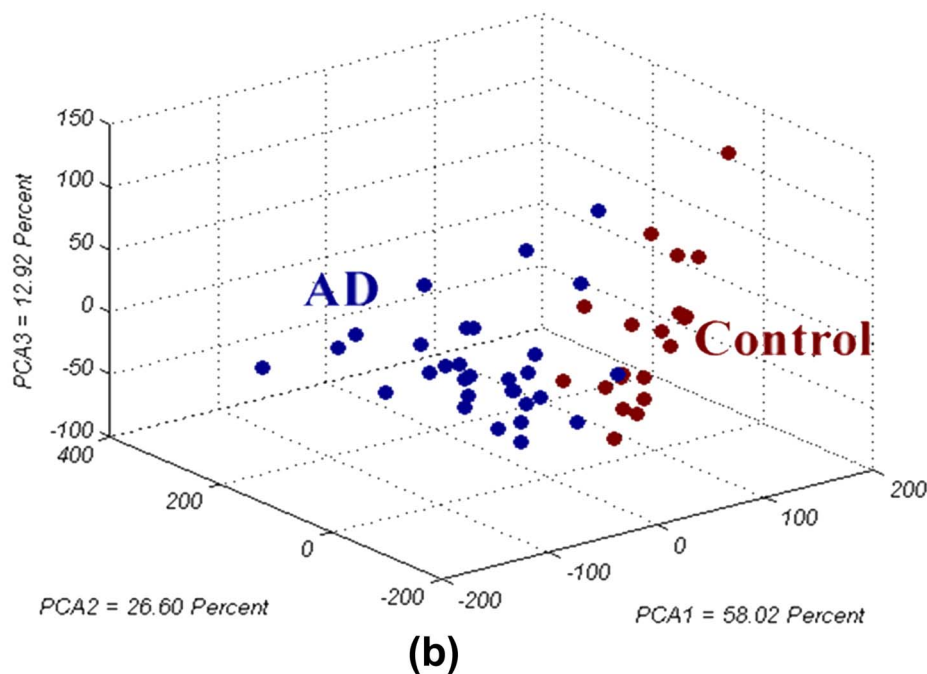 150
100
50
0
-50
-100
PCA3 = 12.92 Percent
AD
Control
400
200
0
-200
-200
-100
0
100
200
PCA2 = 26.60 Percent
PCA1 = 58.02 Percent
(b)